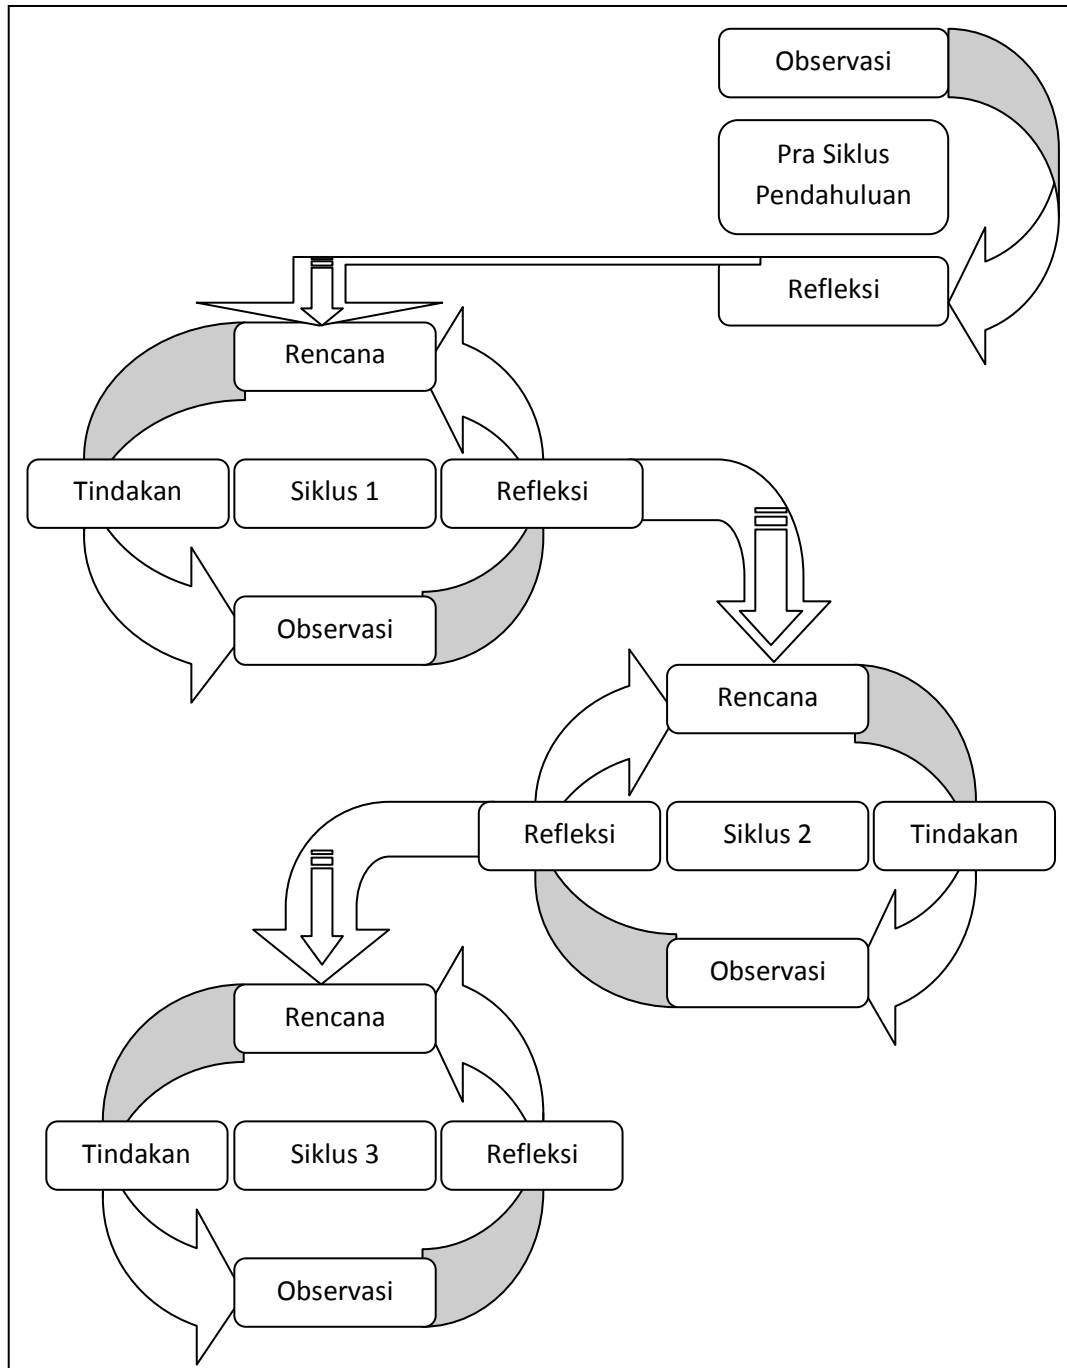 Observasi
Pra Siklus
Pendahuluan
Refleksi
Rencana
Tindakan
Siklus 1
Refleksi
Observasi
Rencana
Refleksi
Siklus 2
Tindakan
Observasi
Rencana
Tindakan
Siklus 3
Refleksi
Observasi